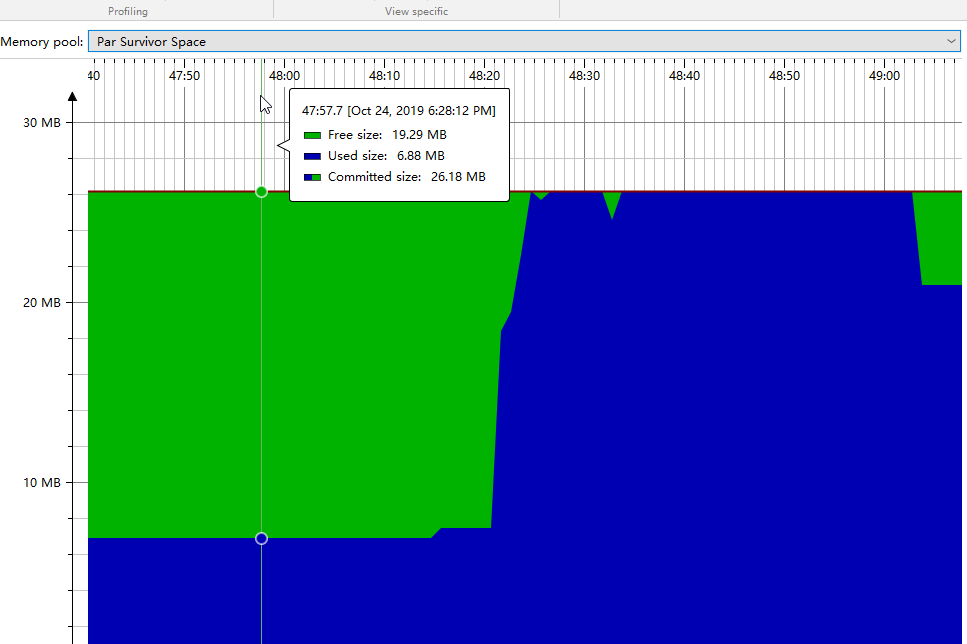 Profiling View specific
Memory pool: Par Survivor Space
40 47:50 48:00 48:10 48:20 48:30 48:40 48:50 49:00
47:57.7 [Oct 24, 2019 6:28:12 PM]
30 MB
Free size: 19.29 MB
Used size: 6.88 MB
Committed size: 26.18 MB
20 MB
10 MB